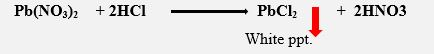 Pb(NO₃)₂ + 2HCl ⟶ PbCl₂ ↓ + 2HNO3
White ppt.